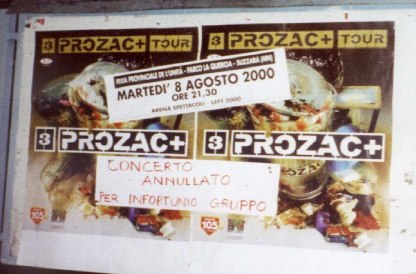 3 PROZAC+ TOUR
3 PROZAC+ TOUR
FESTA PROVINCIALE DE L'UNITÀ - PARCO LA QUERCIA - SUZZARA (MN)
MARTEDI' 8 AGOSTO 2000
ORE 21.30
ARENA SPETTACOLI - LEFT 2000
3 PROZAC+
3 PROZAC+
CONCERTO
ANNULLATO
PER INFORTUNIO GRUPPO
105
105